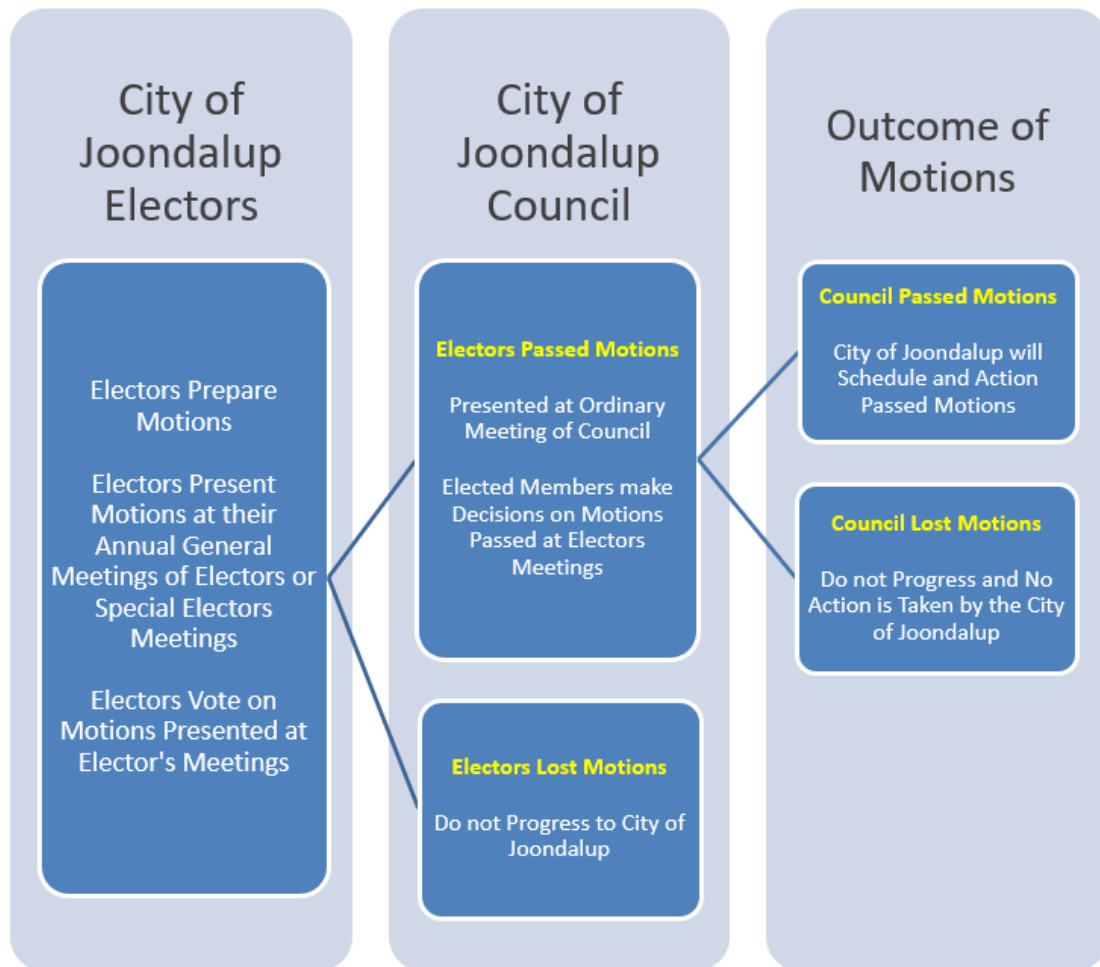 City of
Joondalup
Electors
Electors Prepare
Motions
Electors Present
Motions at their
Annual General
Meetings of Electors or
Special Electors
Meetings
Electors Vote on
Motions Presented at
Elector's Meetings
City of
Joondalup
Council
Electors Passed Motions
Presented at Ordinary
Meeting of Council
Elected Members make
Decisions on Motions
Passed at Electors
Meetings
Electors Lost Motions
Do not Progress to City of
Joondalup
Outcome of
Motions
Council Passed Motions
City of Joondalup will
Schedule and Action
Passed Motions
Council Lost Motions
Do not Progress and No
Action is Taken by the City
of Joondalup